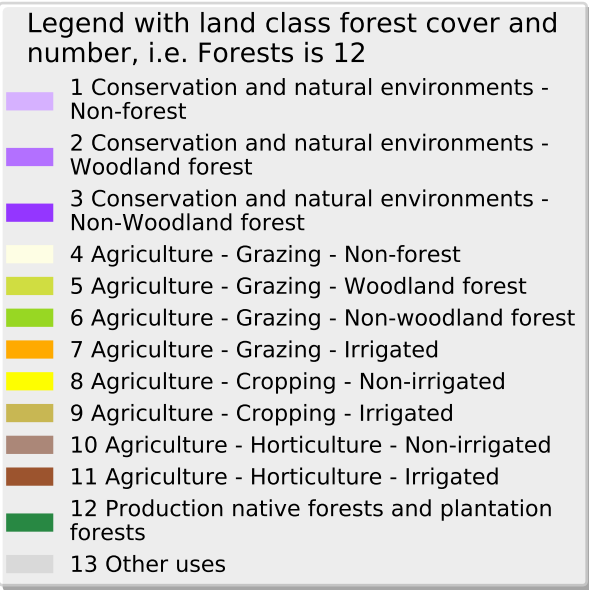 Legend with land class forest cover and
number, i.e. Forests is 12
1 Conservation and natural environments -
Non-forest
2 Conservation and natural environments -
Woodland forest
3 Conservation and natural environments -
Non-Woodland forest
4 Agriculture - Grazing - Non-forest
5 Agriculture - Grazing - Woodland forest
6 Agriculture - Grazing - Non-woodland forest
7 Agriculture - Grazing - Irrigated
8 Agriculture - Cropping - Non-irrigated
9 Agriculture - Cropping - Irrigated
10 Agriculture - Horticulture - Non-irrigated
11 Agriculture - Horticulture - Irrigated
12 Production native forests and plantation
forests
13 Other uses